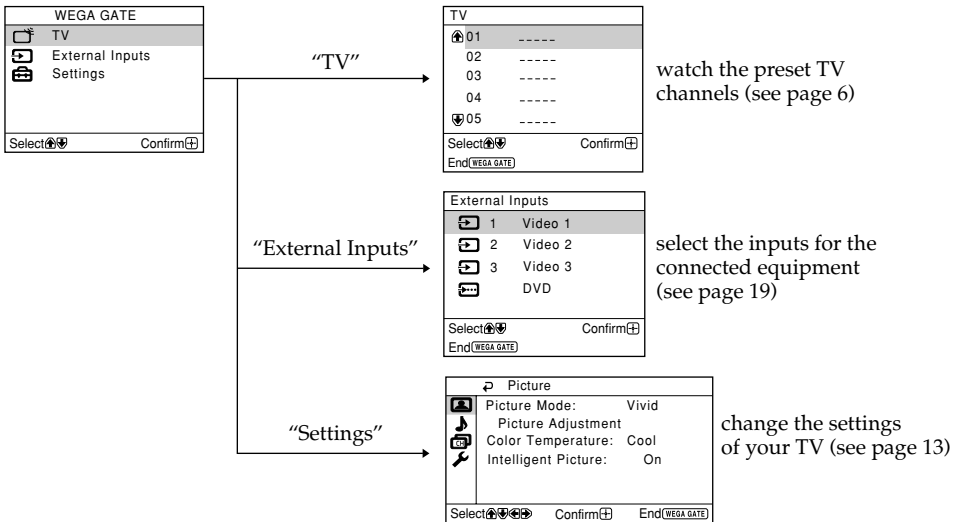 WEGA GATE
TV
External Inputs
Settings
Select Confirm
"TV"
TV
01 -----
02 -----
03 -----
04 -----
05 -----
Select Confirm
End WEGA GATE
watch the preset TV
channels (see page 6)
"External Inputs"
External Inputs
1 Video 1
2 Video 2
3 Video 3
DVD
Select Confirm
End WEGA GATE
select the inputs for the
connected equipment
(see page 19)
"Settings"
Picture
Picture Mode: Vivid
Picture Adjustment
CH
Color Temperature: Cool
Intelligent Picture: On
Select Confirm End WEGA GATE
change the settings
of your TV (see page 13)